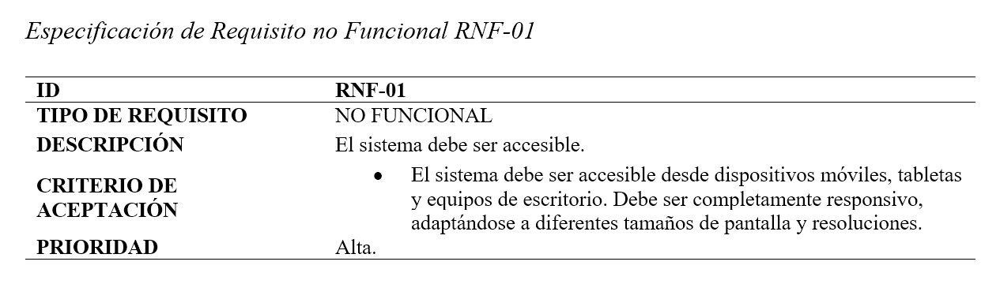 Especificación de Requisito no Funcional RNF-01
ID RNF-01
TIPO DE REQUISITO NO FUNCIONAL
DESCRIPCIÓN El sistema debe ser accesible.
CRITERIO DE ACEPTACIÓN
• El sistema debe ser accesible desde dispositivos móviles, tabletas
y equipos de escritorio. Debe ser completamente responsivo,
adaptándose a diferentes tamaños de pantalla y resoluciones.
PRIORIDAD Alta.